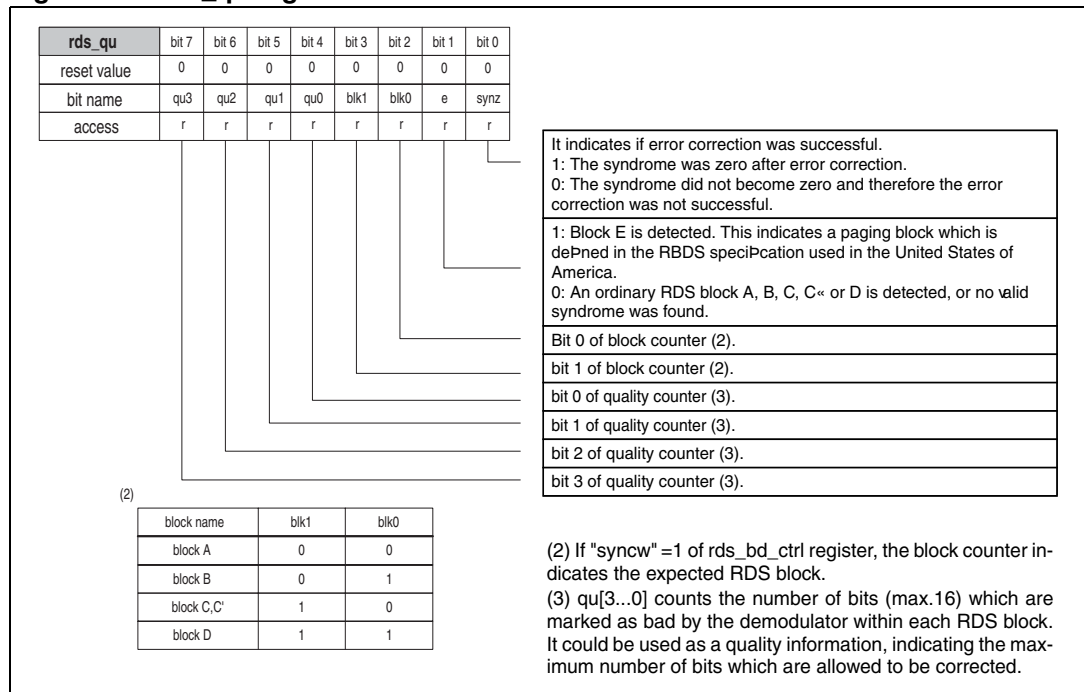 rds_qu bit 7 bit 6 bit 5 bit 4 bit 3 bit 2 bit 1 bit 0
reset value 0 0 0 0 0 0 0 0
bit name qu3 qu2 qu1 qu0 blk1 blk0 e synz
access r r r r r r r r
It indicates if error correction was successful.
1: The syndrome was zero after error correction.
0: The syndrome did not become zero and therefore the error
correction was not successful.
1: Block E is detected. This indicates a paging block which is
deÞned in the RBDS speciÞcation used in the United States of
America.
0: An ordinary RDS block A, B, C, C« or D is detected, or no valid
syndrome was found.
Bit 0 of block counter (2).
bit 1 of block counter (2).
bit 0 of quality counter (3).
bit 1 of quality counter (3).
bit 2 of quality counter (3).
bit 3 of quality counter (3).
(2)
block name blk1 blk0
block A 0 0
block B 0 1
block C,C' 1 0
block D 1 1
(2) If "syncw" =1 of rds_bd_ctrl register, the block counter in-
dicates the expected RDS block.
(3) qu[3...0] counts the number of bits (max.16) which are
marked as bad by the demodulator within each RDS block.
It could be used as a quality information, indicating the max-
imum number of bits which are allowed to be corrected.